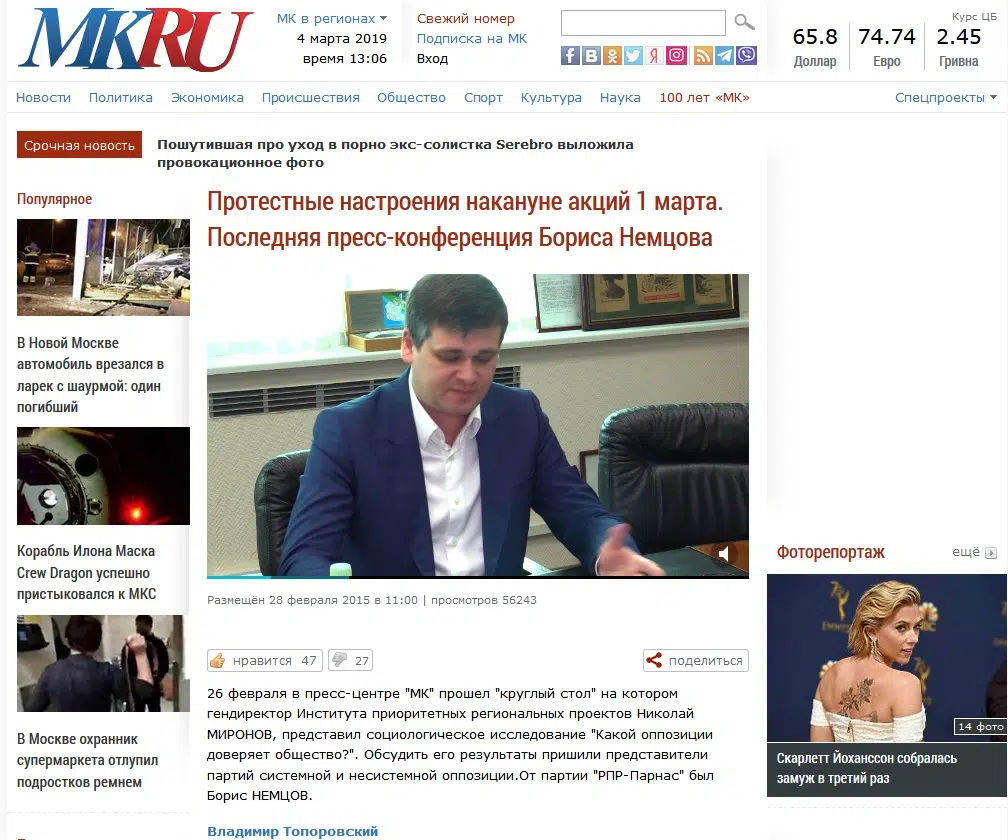 MKRU
МК в регионах
4 марта 2019
время 13:06
Свежий номер
Подписка на МК
Вход
Курс ЦБ
65.8
74.74
2.45
Доллар
Евро
Гривна
Новости Политика Экономика Происшествия Общество Спорт Культура Наука 100 лет «МК» Спецпроекты
Срочная новость
Пошутившая про уход в порно экс-солистка Serebro выложила
провокационное фото
Популярное
В Новой Москве
автомобиль врезался в
ларек с шаурмой: один
погибший
Корабль Илона Маска
Crew Dragon успешно
пристыковался к МКС
В Москве охранник
супермаркета отлупил
подростков ремнем
Протестные настроения накануне акций 1 марта.
Последняя пресс-конференция Бориса Немцова
Размещён 28 февраля 2015 в 11:00 | просмотров 56243
нравится 47
27
поделиться
26 февраля в пресс-центре "МК" прошел "круглый стол" на котором
гендиректор Института приоритетных региональных проектов Николай
МИРОНОВ, представил социологическое исследование "Какой оппозиции
доверяет общество?". Обсудить его результаты пришили представители
партий системной и несистемной оппозиции.От партии "РПР-Парнас" был
Борис НЕМЦОВ.
Владимир Топоровский
Фоторепортаж
ещё
14 фото
Скарлетт Йоханссон собралась
замуж в третий раз